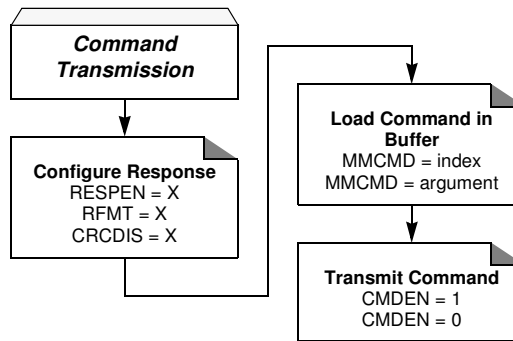 Command
Transmission
Configure Response
RESPEN = X
RFMT = X
CRCDIS = X
Load Command in
Buffer
MMCMD = index
MMCMD = argument
Transmit Command
CMDEN = 1
CMDEN = 0